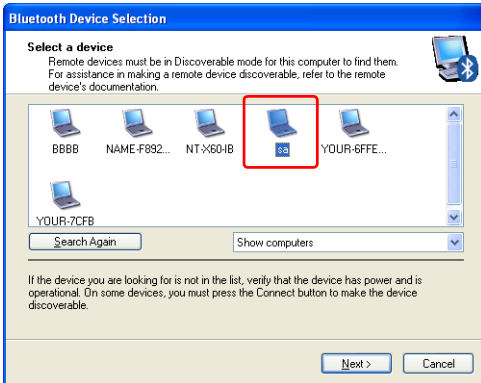 Bluetooth Device Selection
Select a device
Remote devices must be in Discoverable mode for this computer to find them.
For assistance in making a remote device discoverable, refer to the remote
device's documentation.
BBBB NAME-F892... NT-X60-IB sa YOUR-6FFE...
YOUR-7CFB
Search Again Show computers
If the device you are looking for is not in the list, verify that the device has power and is
operational. On some devices, you must press the Connect button to make the device
discoverable.
Next > Cancel